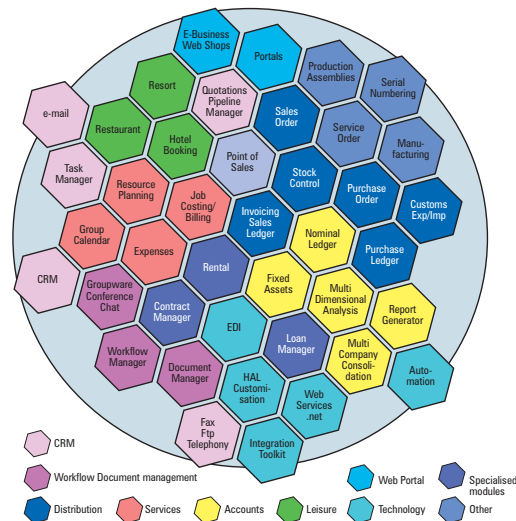 E-Business
Web Shops
Portals
Production
Assemblies
Serial
Numbering
Resort
Quotations
Pipeline
Manager
Sales
Order
Service
Order
Manu-
facturing
e-mail
Restaurant
Hotel
Booking
Point of
Sales
Stock
Control
Purchase
Order
Customs
Exp/Imp
Task
Manager
Resource
Planning
Job
Costing/
Billing
Invoicing
Sales
Ledger
Nominal
Ledger
Purchase
Ledger
Group
Calendar
Expenses
Rental
Fixed
Assets
Multi
Dimensional
Analysis
Report
Generator
CRM
Groupware
Conference
Chat
Contract
Manager
EDI
Loan
Manager
Multi
Company
Consoli-
dation
Auto-
mation
Workflow
Manager
Document
Manager
HAL
Customi-
sation
Web
Services
.net
Fax
Ftp
Telephony
Integration
Toolkit
CRM
Workflow Document management
Web Portal
Specialised
modules
Distribution
Services
Accounts
Leisure
Technology
Other